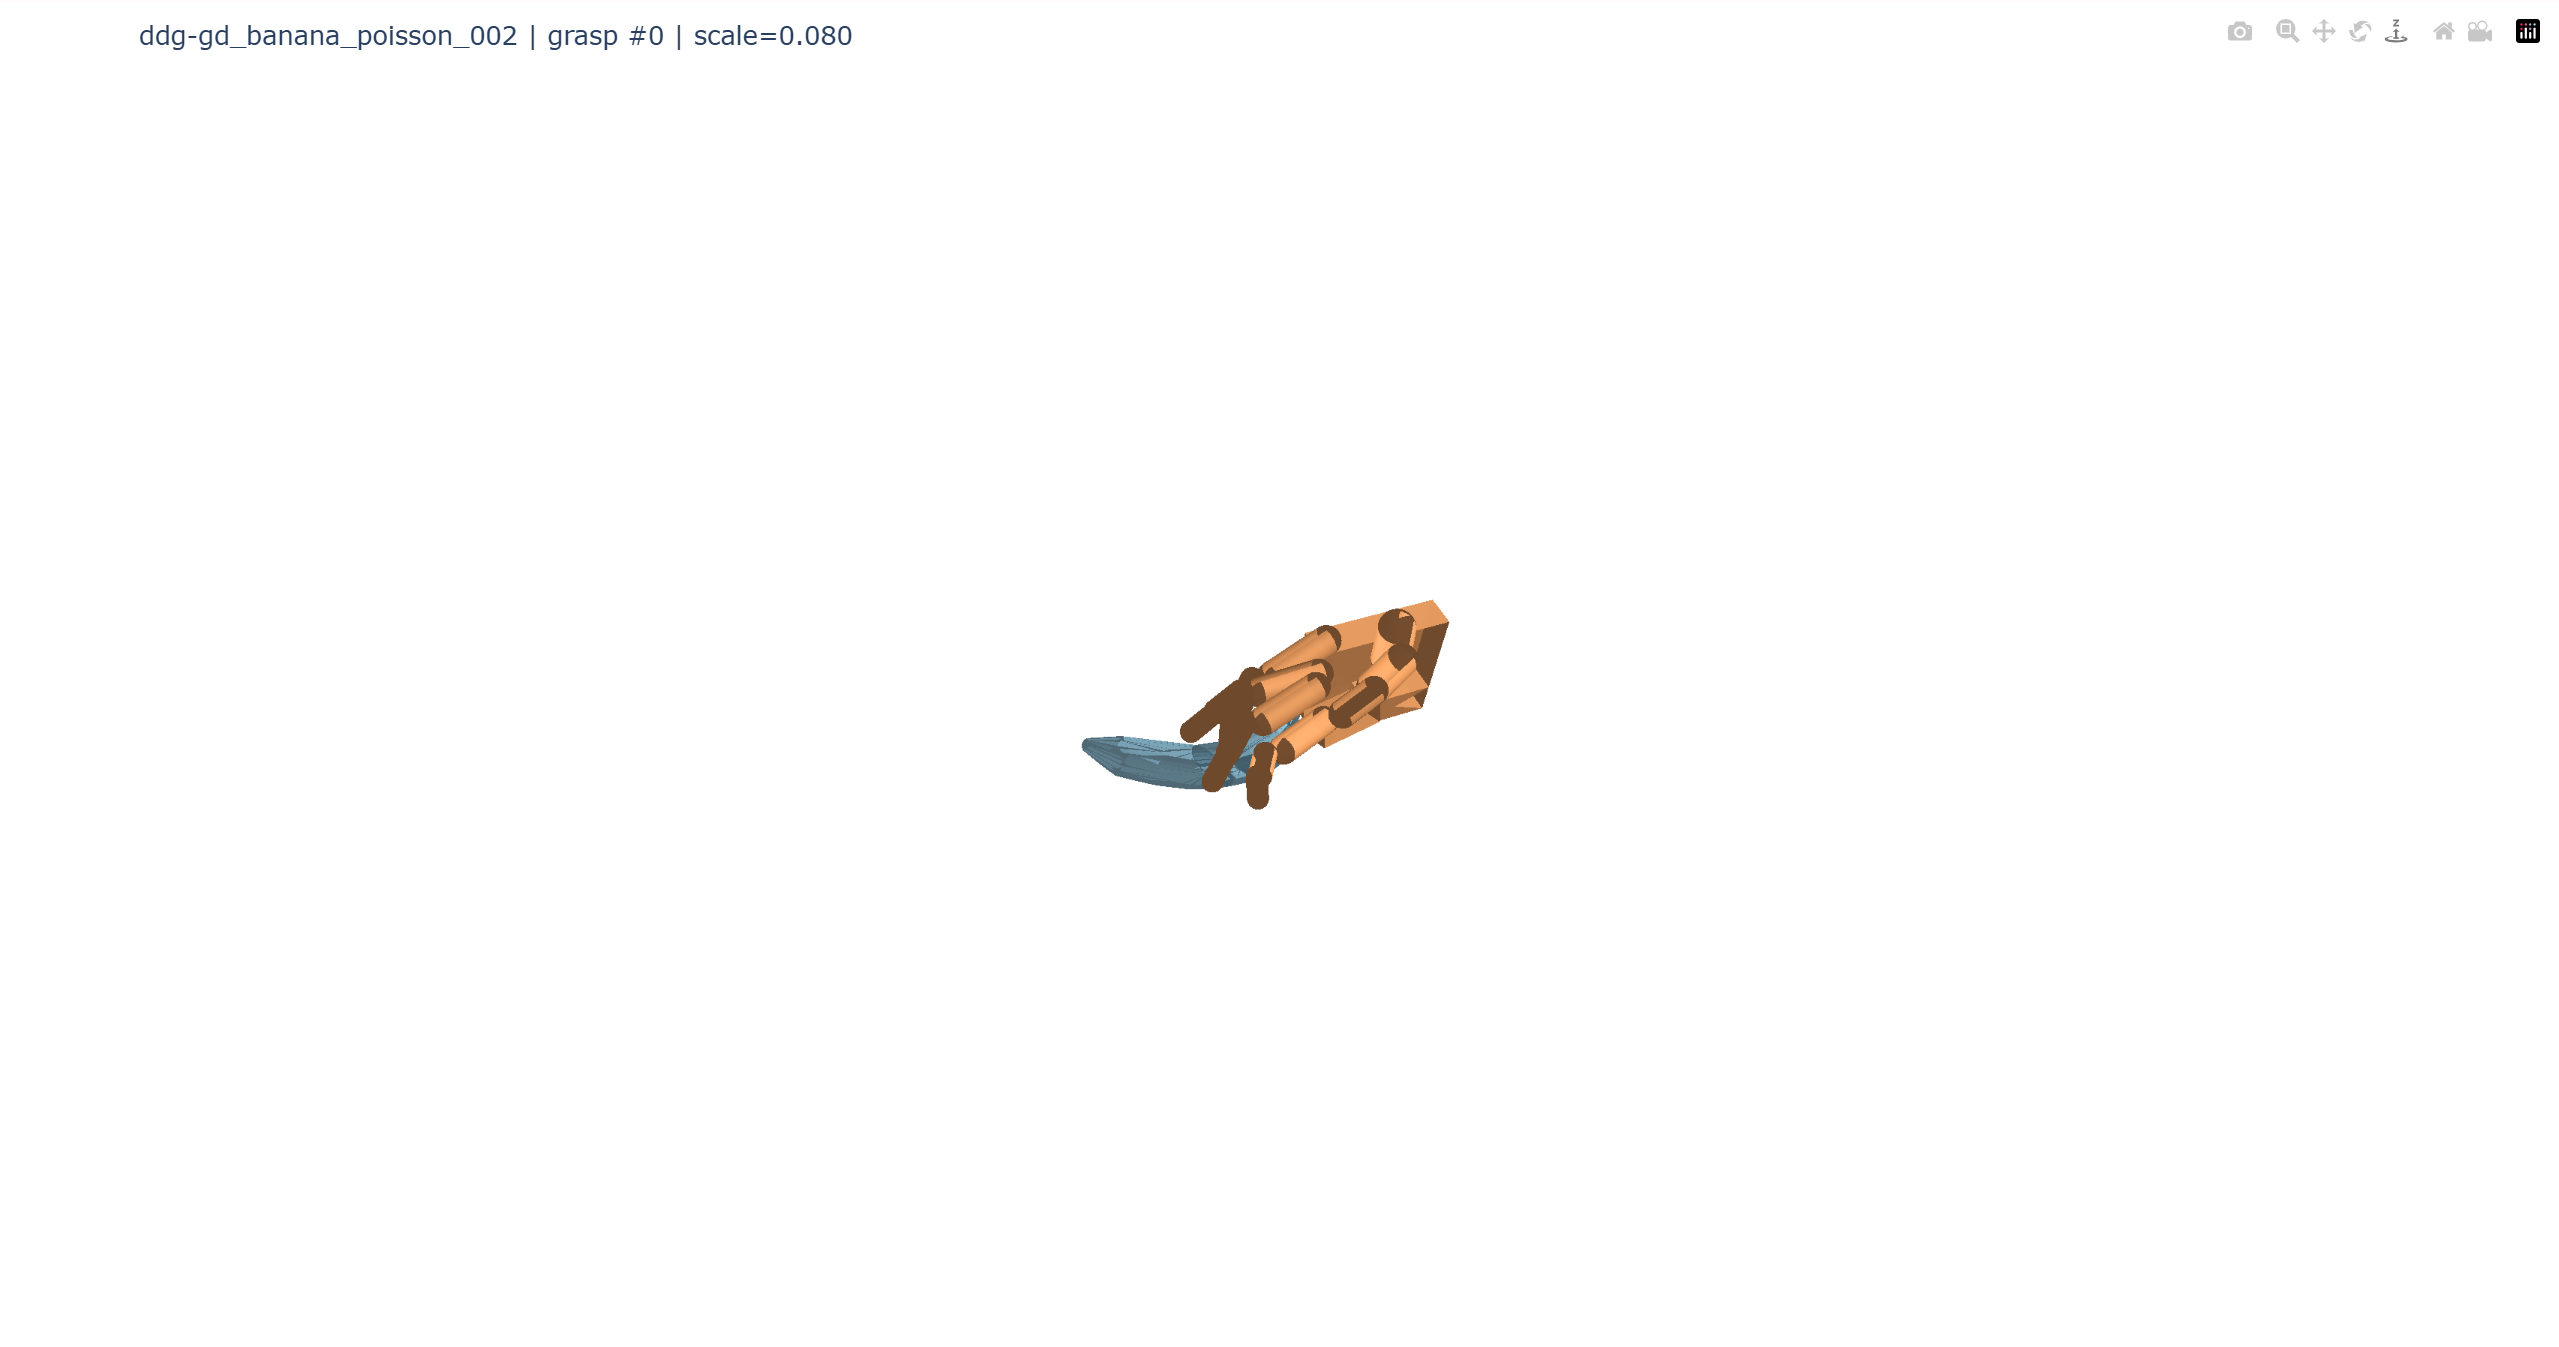 ddg-gd_banana_poisson_002 | grasp #0 | scale=0.080
z